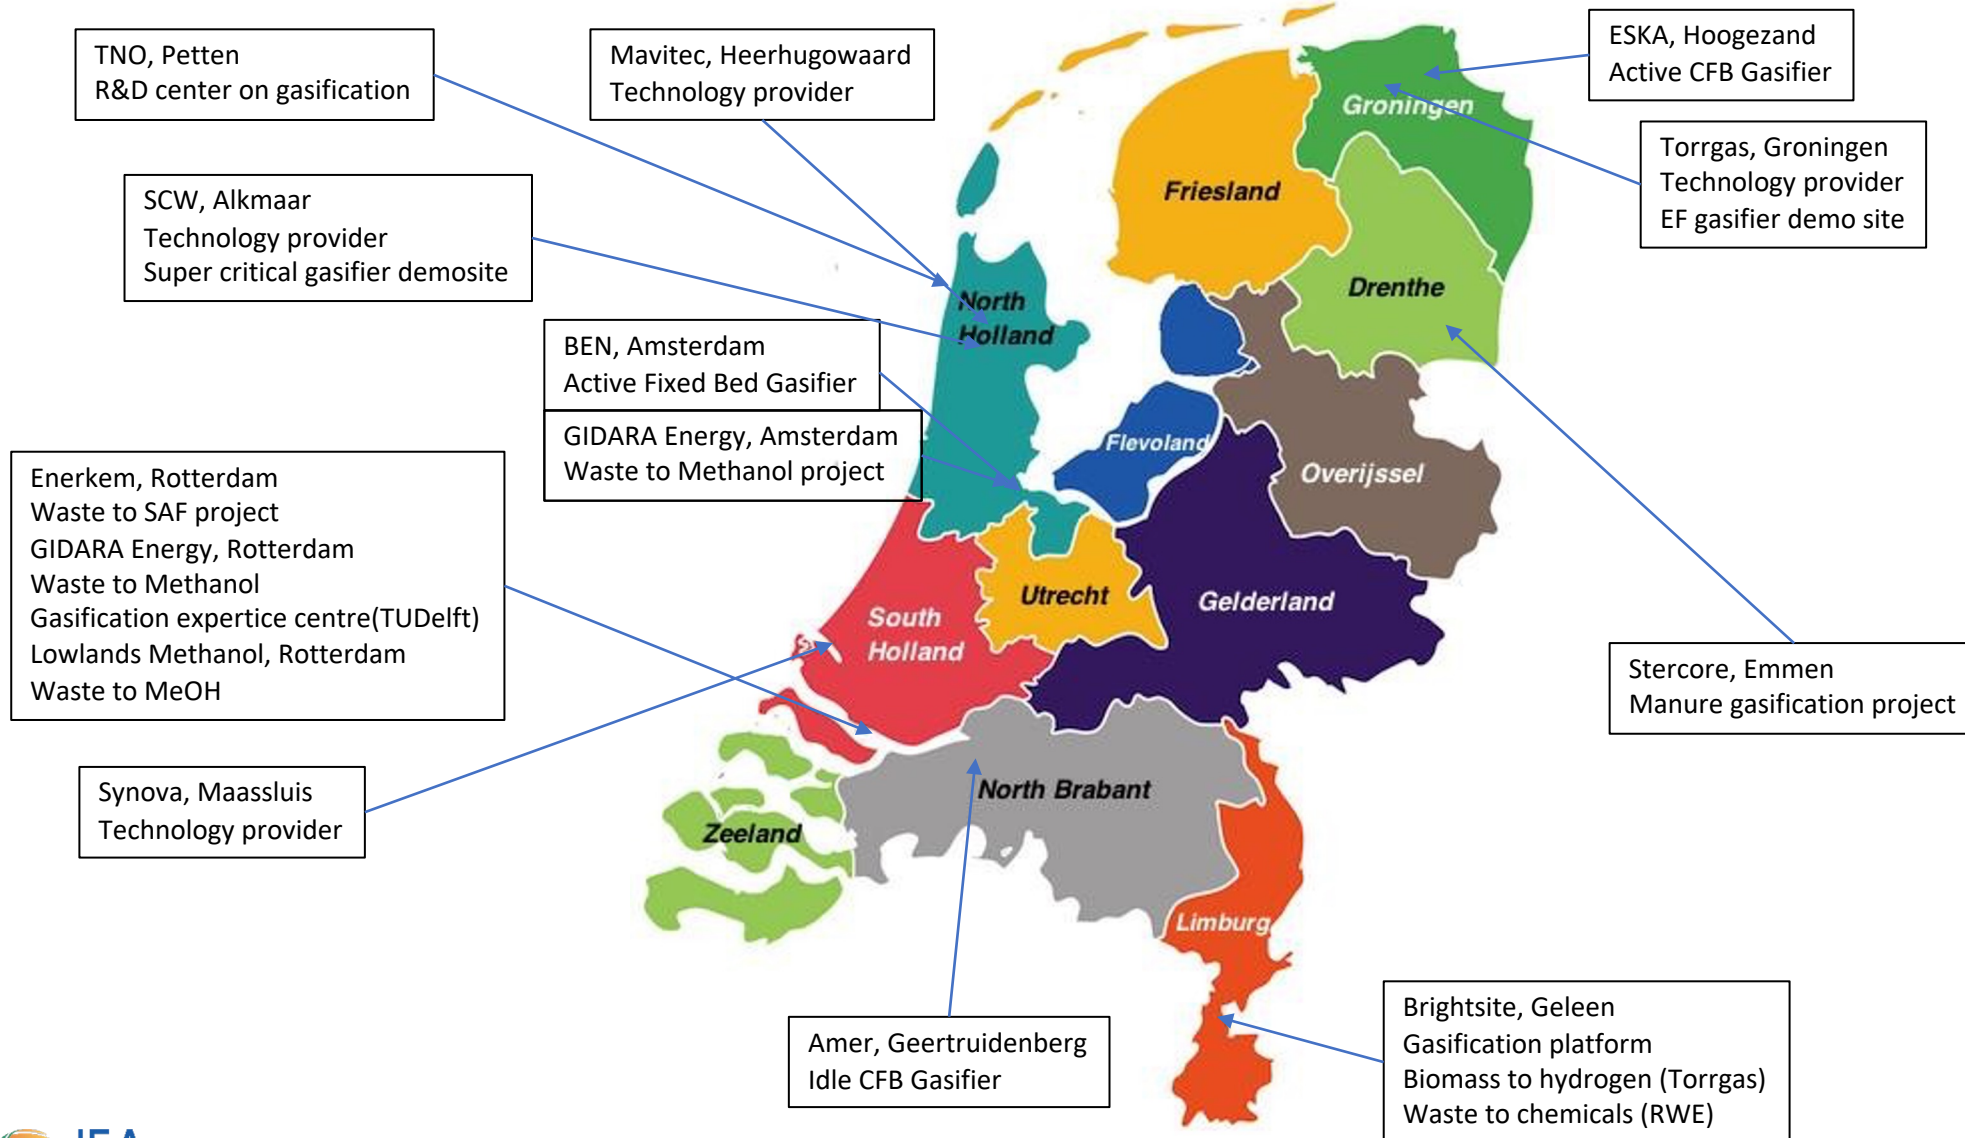 TNO, Petten
R&D center on gasification
Mavitec, Heerhugowaard
Technology provider
ESKA, Hoogezand
Active CFB Gasifier
Torrgas, Groningen
Technology provider
EF gasifier demo site
SCW, Alkmaar
Technology provider
Super critical gasifier demosite
BEN, Amsterdam
Active Fixed Bed Gasifier
GIDARA Energy, Amsterdam
Waste to Methanol project
Enerkem, Rotterdam
Waste to SAF project
GIDARA Energy, Rotterdam
Waste to Methanol
Gasification expertice centre(TUDelft)
Lowlands Methanol, Rotterdam
Waste to MeOH
Synova, Maassluis
Technology provider
Stercore, Emmen
Manure gasification project
Amer, Geertruidenberg
Idle CFB Gasifier
Brightsite, Geleen
Gasification platform
Biomass to hydrogen (Torrgas)
Waste to chemicals (RWE)
Groningen
Friesland
Drenthe
North
Holland
Flevoland
Overijssel
Utrecht
Gelderland
South
Holland
North Brabant
Zeeland
Limburg
IEA